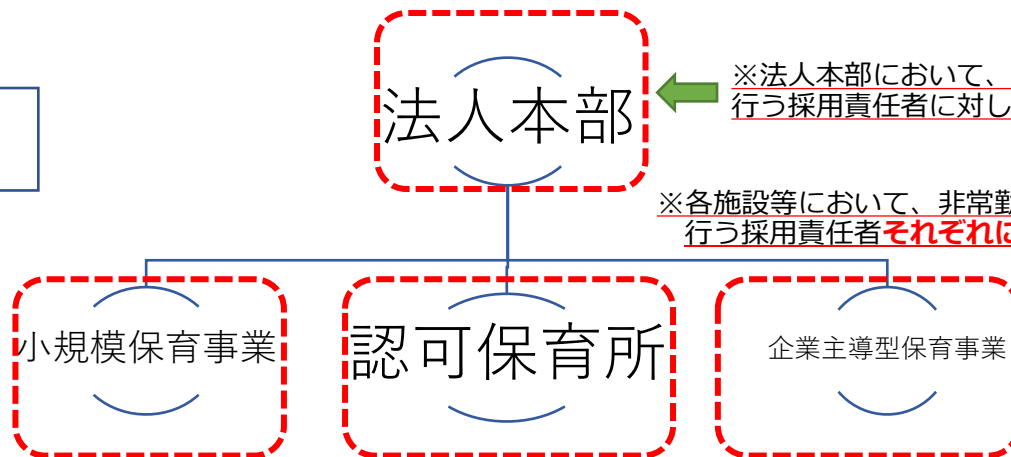 法人本部
※法人本部において、
行う採用責任者に対し
※各施設等において、非常勤
行う採用責任者それぞれに
小規模保育事業
認可保育所
企業主導型保育事業